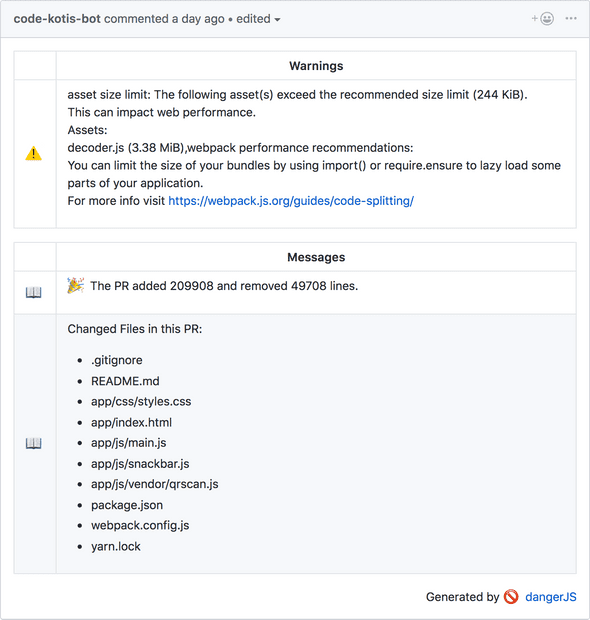 code-kotis-bot commented a day ago • edited
Warnings
asset size limit: The following asset(s) exceed the recommended size limit (244 KiB).
This can impact web performance.
Assets:
decoder.js (3.38 MiB),webpack performance recommendations:
You can limit the size of your bundles by using import() or require.ensure to lazy load some
parts of your application.
For more info visit https://webpack.js.org/guides/code-splitting/
Messages
The PR added 209908 and removed 49708 lines.
Changed Files in this PR:
• .gitignore
• README.md
• app/css/styles.css
• app/index.html
• app/js/main.js
• app/js/snackbar.js
• app/js/vendor/qrscan.js
• package.json
• webpack.config.js
• yarn.lock
Generated by 🚫 dangerJS